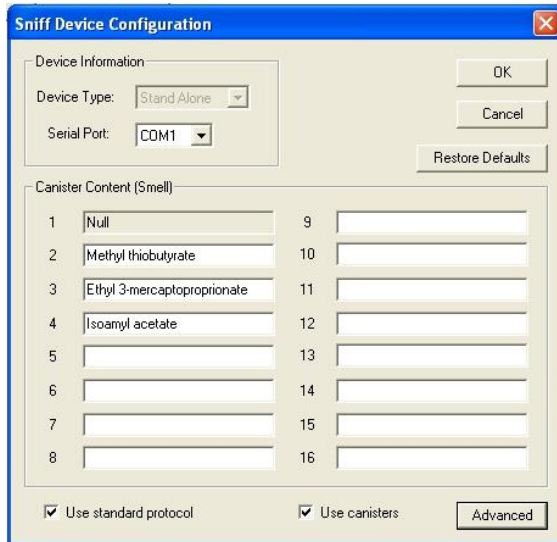 Sniff Device Configuration
Device Information
Device Type: Stand Alone
Serial Port: COM1
OK
Cancel
Restore Defaults
Canister Content (Smell)
1 Null
2 Methyl thiobutyrate
3 Ethyl 3-mercaptoproprionate
4 Isoamyl acetate
5
6
7
8
9
10
11
12
13
14
15
16
Use standard protocol
Use canisters
Advanced